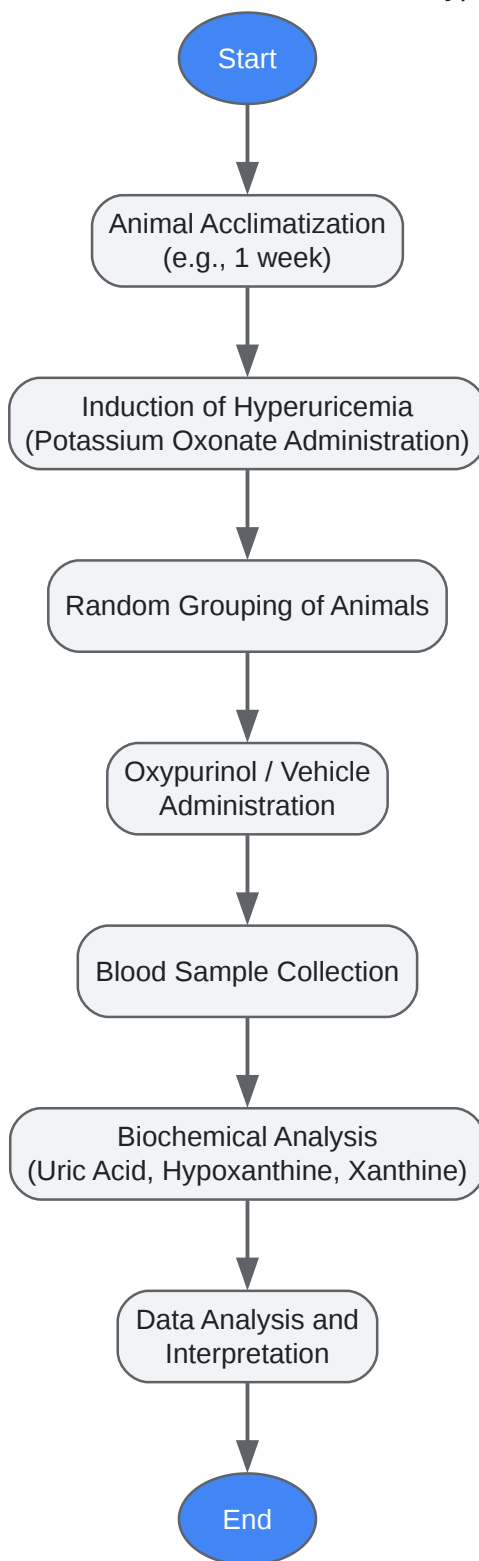 Start
Animal Acclimatization
(e.g., 1 week)
Induction of Hyperuricemia
(Potassium Oxonate Administration)
Random Grouping of Animals
Oxypurinol / Vehicle
Administration
Blood Sample Collection
Biochemical Analysis
(Uric Acid, Hypoxanthine, Xanthine)
Data Analysis and
Interpretation
End